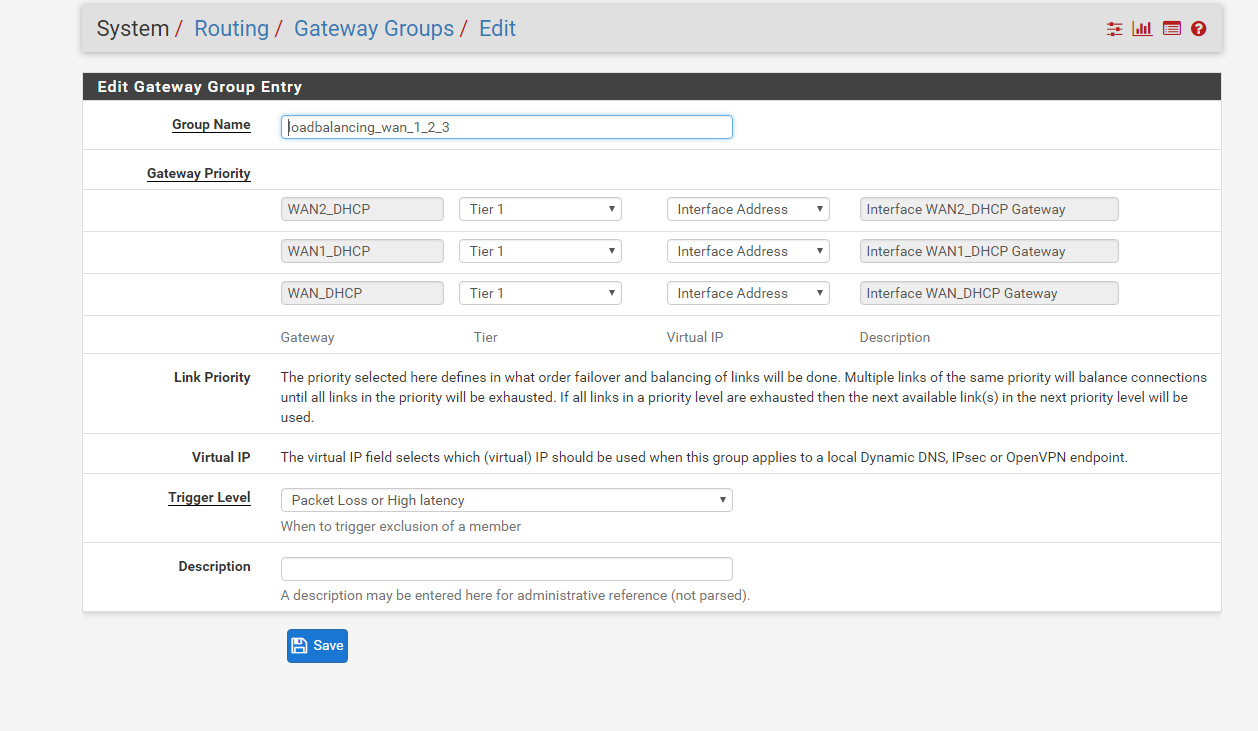 System / Routing / Gateway Groups / Edit
Edit Gateway Group Entry
Group Name
loadbalancing_wan_1_2_3
Gateway Priority
WAN2_DHCP Tier 1 Interface Address Interface WAN2_DHCP Gateway
WAN1_DHCP Tier 1 Interface Address Interface WAN1_DHCP Gateway
WAN_DHCP Tier 1 Interface Address Interface WAN_DHCP Gateway
Gateway Tier Virtual IP Description
Link Priority
The priority selected here defines in what order failover and balancing of links will be done. Multiple links of the same priority will balance connections
until all links in the priority will be exhausted. If all links in a priority level are exhausted then the next available link(s) in the next priority level will be
used.
Virtual IP
The virtual IP field selects which (virtual) IP should be used when this group applies to a local Dynamic DNS, IPsec or OpenVPN endpoint.
Trigger Level
Packet Loss or High latency
When to trigger exclusion of a member
Description
A description may be entered here for administrative reference (not parsed).
Save